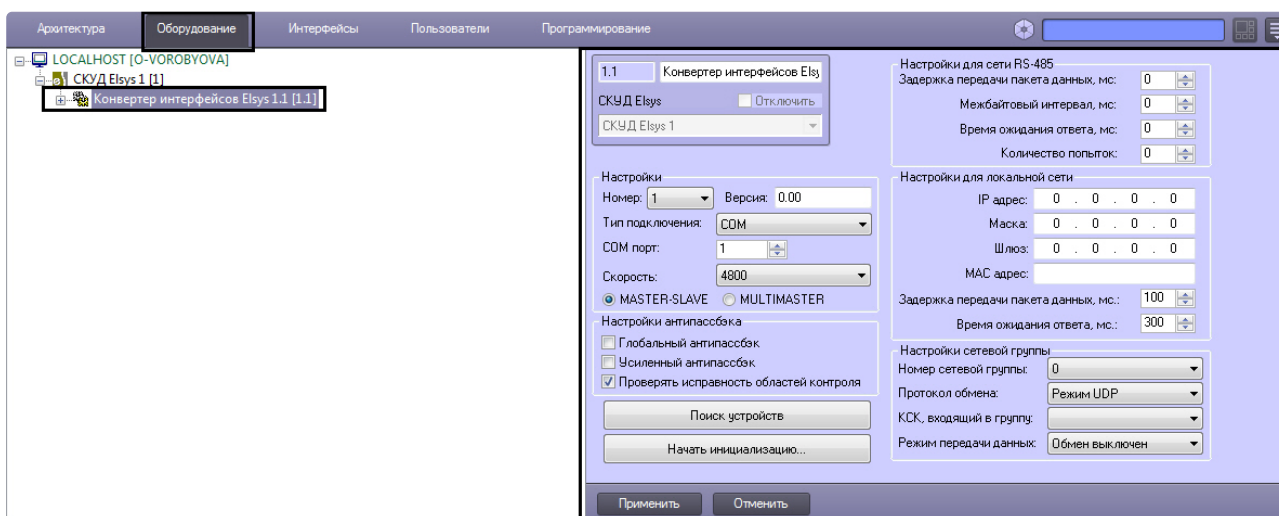 Архитектура Оборудование Интерфейсы Пользователи Программирование
LOCALHOST [O-VOROBYOVA]
СКУД Elsys 1 [1]
Конвертер интерфейсов Elsys 1.1 [1.1]
1.1 Конвертер интерфейсов Elsy
СКУД Elsys Отключить
СКУД Elsys 1
Настройки
Номер: 1 Версия: 0.00
Тип подключения: COM
COM порт: 1
Скорость: 4800
MASTER-SLAVE MULTIMASTER
Настройки антипассбэка
Глобальный антипассбэк
Усиленный антипассбэк
Проверять исправность областей контроля
Поиск устройств
Начать инициализацию...
Настройки для сети RS-485
Задержка передачи пакета данных, мс: 0
Межбайтовый интервал, мс: 0
Время ожидания ответа, мс: 0
Количество попыток: 0
Настройки для локальной сети
IP адрес: 0 . 0 . 0 . 0
Маска: 0 . 0 . 0 . 0
Шлюз: 0 . 0 . 0 . 0
MAC адрес:
Задержка передачи пакета данных, мс.: 100
Время ожидания ответа, мс.: 300
Настройки сетевой группы
Номер сетевой группы: 0
Протокол обмена: Режим UDP
КСК, входящий в группу:
Режим передачи данных: Обмен выключен
Применить Отменить